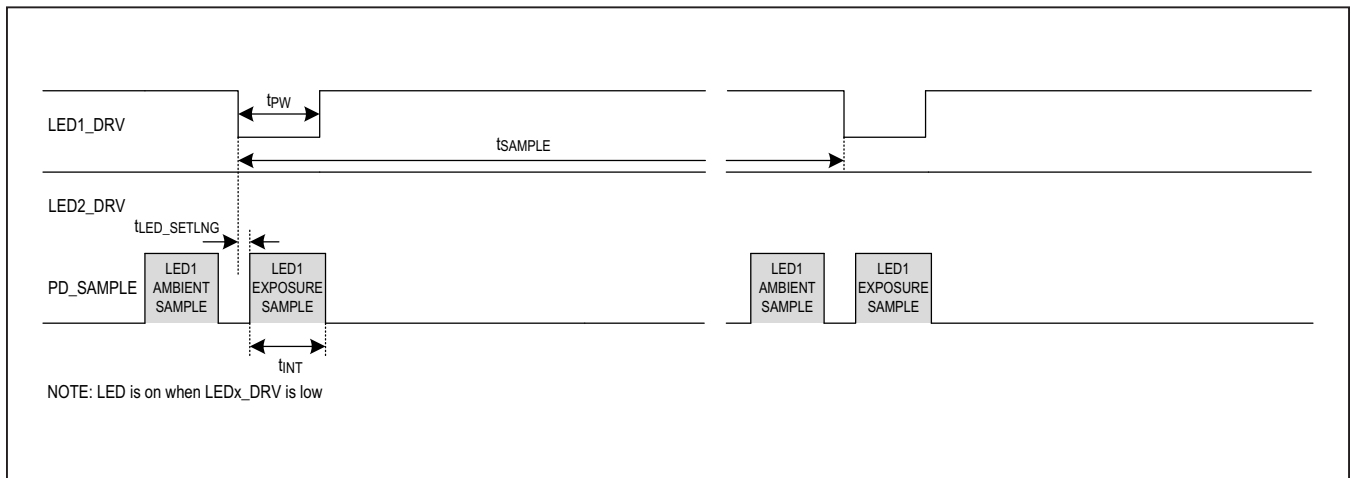 tPW
LED1_DRV
tSAMPLE
LED2_DRV
tLED_SETLNG
PD_SAMPLE
LED1
AMBIENT
SAMPLE
LED1
EXPOSURE
SAMPLE
LED1
AMBIENT
SAMPLE
LED1
EXPOSURE
SAMPLE
tINT
NOTE: LED is on when LEDx_DRV is low